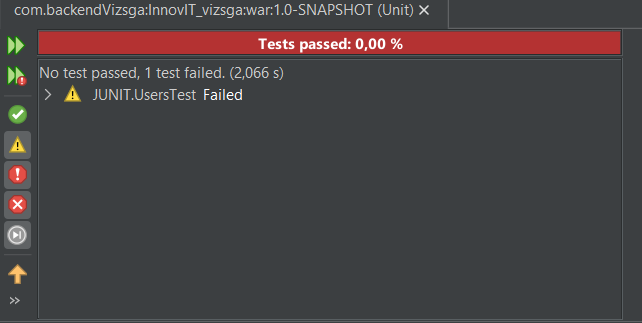 com.backendVizsga:InnovIT_vizsga:war:1.0-SNAPSHOT (Unit)
Tests passed: 0,00 %
No test passed, 1 test failed. (2,066 s)
JUNIT.UsersTest Failed